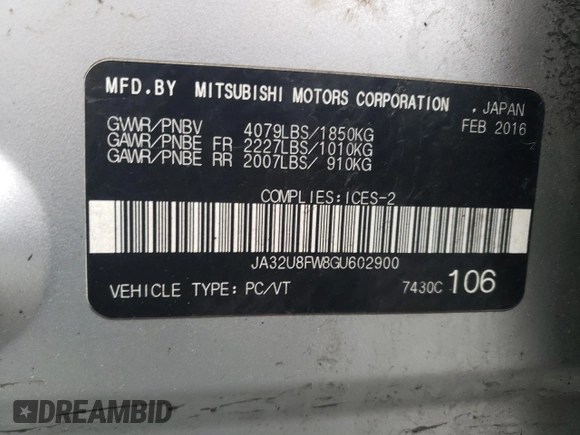 MFD.BY MITSUBISHI MOTORS CORPORATION , JAPAN
GVWR/PNBV 4079LBS/1850KG FEB 2016
GAWR/PNBE FR 2227LBS/1010KG
GAWR/PNBE RR 2007LBS/ 910KG
COMPLIES:ICES-2
JA32U8FW8GU602900
VEHICLE TYPE: PC/VT 7430C 106
DREAMBID